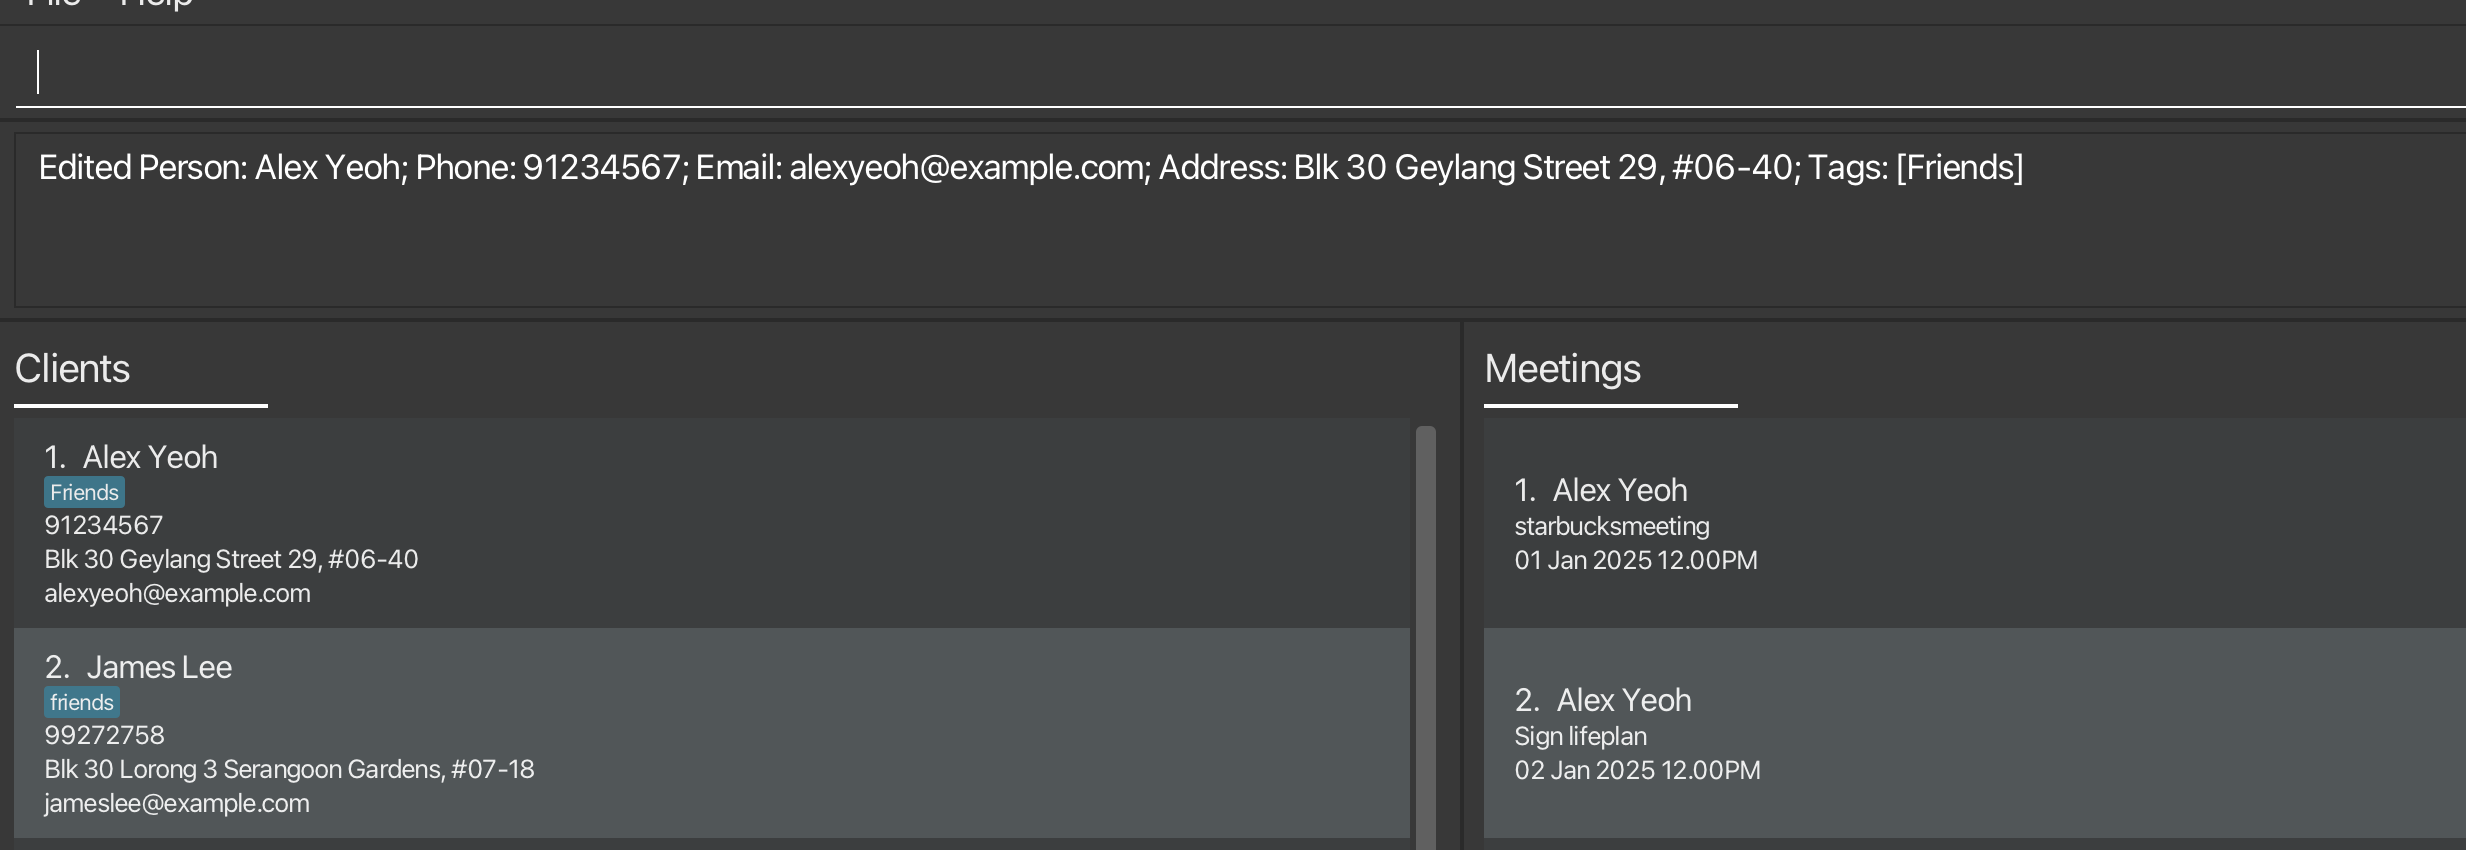 File Help
Edited Person: Alex Yeoh; Phone: 91234567; Email: alexyeoh@example.com; Address: Blk 30 Geylang Street 29, #06-40; Tags: [Friends]
Clients
1. Alex Yeoh
Friends
91234567
Blk 30 Geylang Street 29, #06-40
alexyeoh@example.com
2. James Lee
friends
99272758
Blk 30 Lorong 3 Serangoon Gardens, #07-18
jameslee@example.com
Meetings
1. Alex Yeoh
starbucksmeeting
01 Jan 2025 12.00PM
2. Alex Yeoh
Sign lifeplan
02 Jan 2025 12.00PM